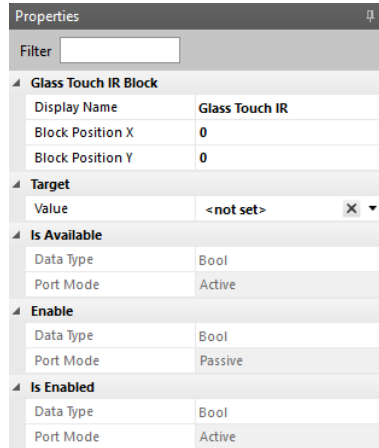 Properties
Filter
Glass Touch IR Block
Display Name Glass Touch IR
Block Position X 0
Block Position Y 0
Target
Value <not set>
Is Available
Data Type Bool
Port Mode Active
Enable
Data Type Bool
Port Mode Passive
Is Enabled
Data Type Bool
Port Mode Active